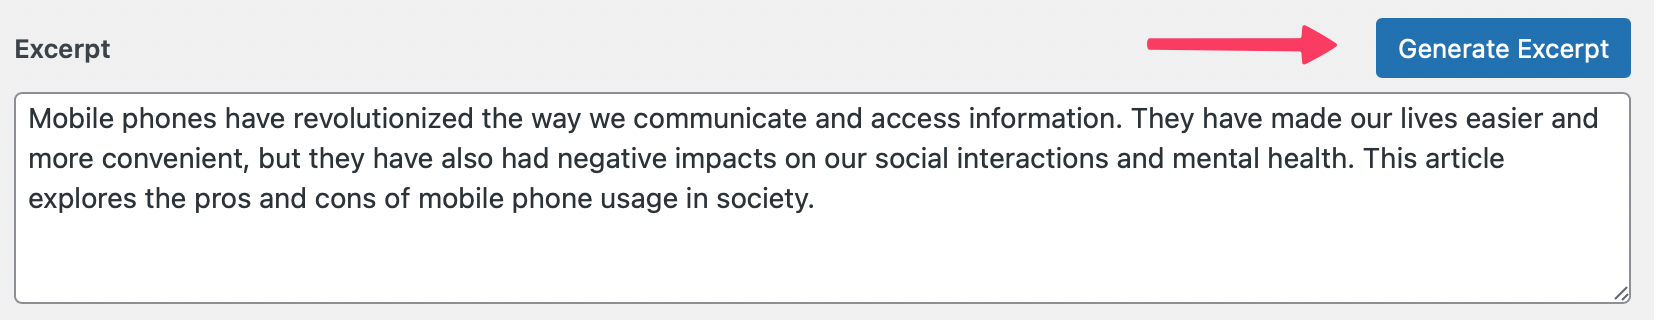 Excerpt
Generate Excerpt
Mobile phones have revolutionized the way we communicate and access information. They have made our lives easier and
more convenient, but they have also had negative impacts on our social interactions and mental health. This article
explores the pros and cons of mobile phone usage in society.